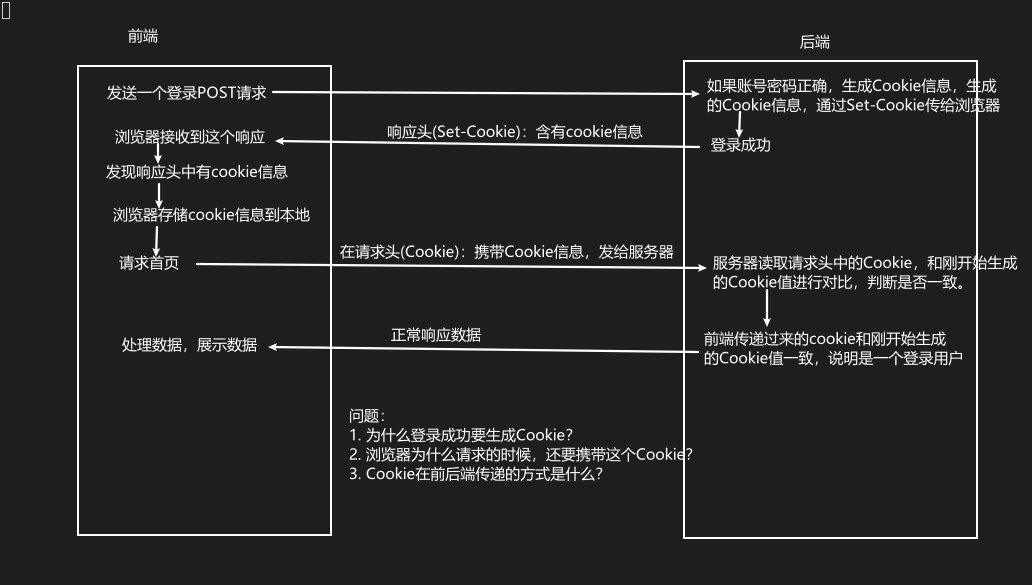 前端
后端
发送一个登录POST请求
如果账号密码正确，生成Cookie信息，生成
的Cookie信息，通过Set-Cookie传给浏览器
响应头(Set-Cookie)：含有cookie信息
浏览器接收到这个响应
登录成功
发现响应头中有cookie信息
浏览器存储cookie信息到本地
在请求头(Cookie)：携带Cookie信息，发给服务器
请求首页
服务器读取请求头中的Cookie，和刚开始生成
的Cookie值进行对比，判断是否一致。
正常响应数据
处理数据，展示数据
前端传递过来的cookie和刚开始生成
的Cookie值一致，说明是一个登录用户
问题：
1. 为什么登录成功要生成Cookie？
2. 浏览器为什么请求的时候，还要携带这个Cookie？
3. Cookie在前后端传递的方式是什么？